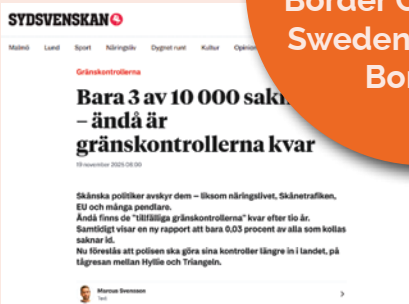 SYDSVENSKAN
Border
Sweden
Bor
Malmö Lund Sport Näringsliv Dygnet runt Kultur Opinion
Gränskontrollerna
Bara 3 av 10 000
– ändå är
gränskontrollerna kvar
19 november 2025 06:00
Skånska politiker avskyr dem – liksom näringslivet, Skånetrafiken,
EU och många pendlare.
Ändå finns de "tillfälliga gränskontrollerna" kvar efter tio år.
Samtidigt visar en ny rapport att bara 0,03 procent av alla som kollas
saknar id.
Nu föreslås att polisen ska göra sina kontroller längre in i landet, på
tågresan mellan Hyllie och Triangeln.
Marcus Svensson
Text